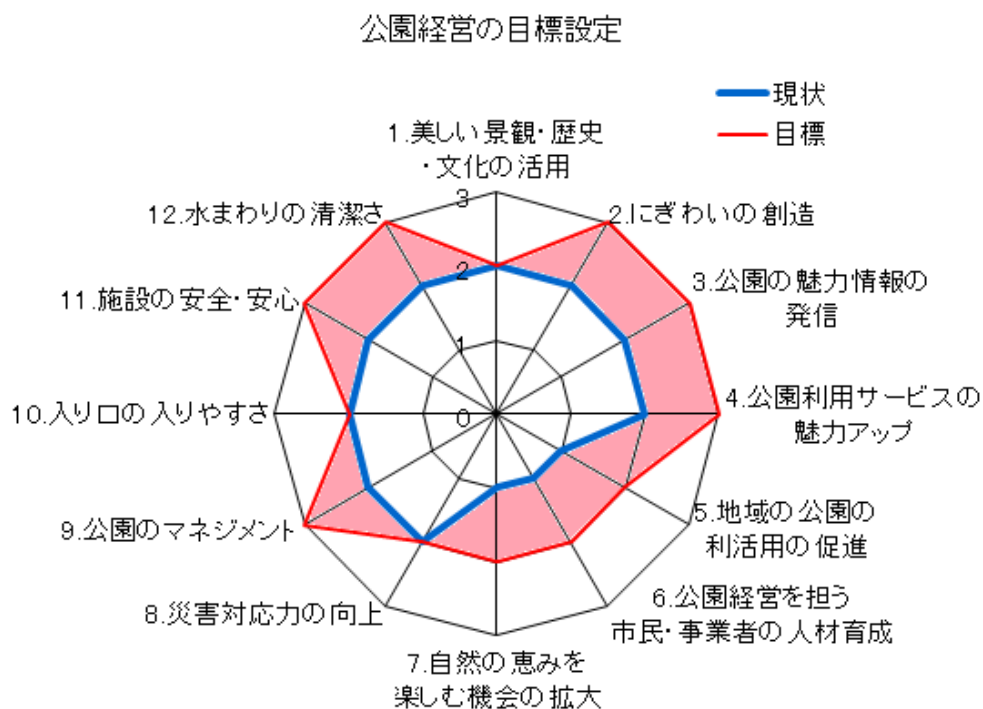 公園経営の目標設定
現状
目標
1.美しい景観・歴史
・文化の活用
2.にぎわいの創造
3.公園の魅力情報の
発信
4.公園利用サービスの
魅力アップ
5.地域の公園の
利活用の促進
6.公園経営を担う
市民・事業者の人材育成
7.自然の恵みを
楽しむ機会の拡大
8.災害対応力の向上
9.公園のマネジメント
10.入り口の入りやすさ
11.施設の安全・安心
12.水まわりの清潔さ
3
2
1
0